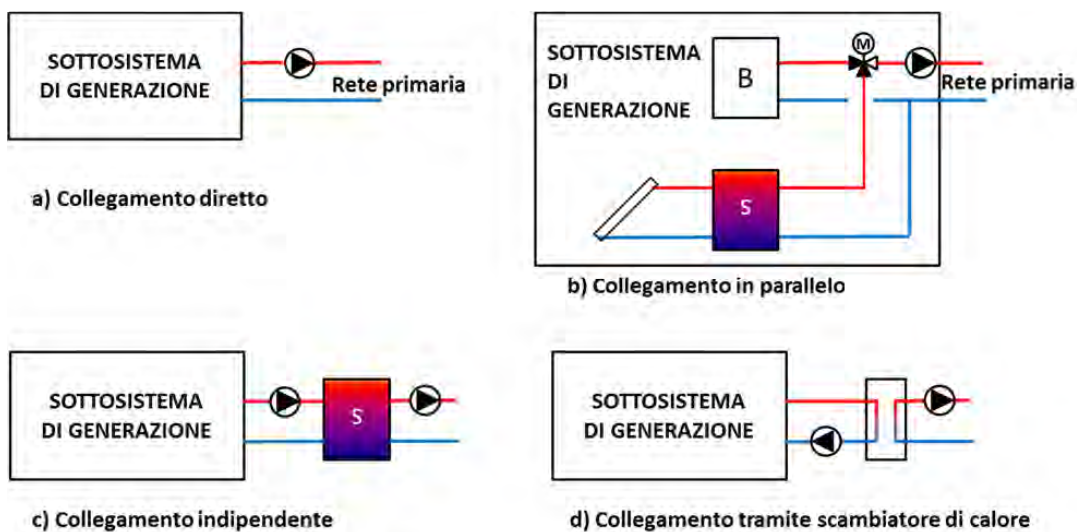 SOTTOSISTEMA
DI GENERAZIONE
Rete primaria
a) Collegamento diretto
SOTTOSISTEMA
DI
GENERAZIONE
B
M
Rete primaria
S
b) Collegamento in parallelo
SOTTOSISTEMA
DI GENERAZIONE
S
c) Collegamento indipendente
SOTTOSISTEMA
DI GENERAZIONE
d) Collegamento tramite scambiatore di calore